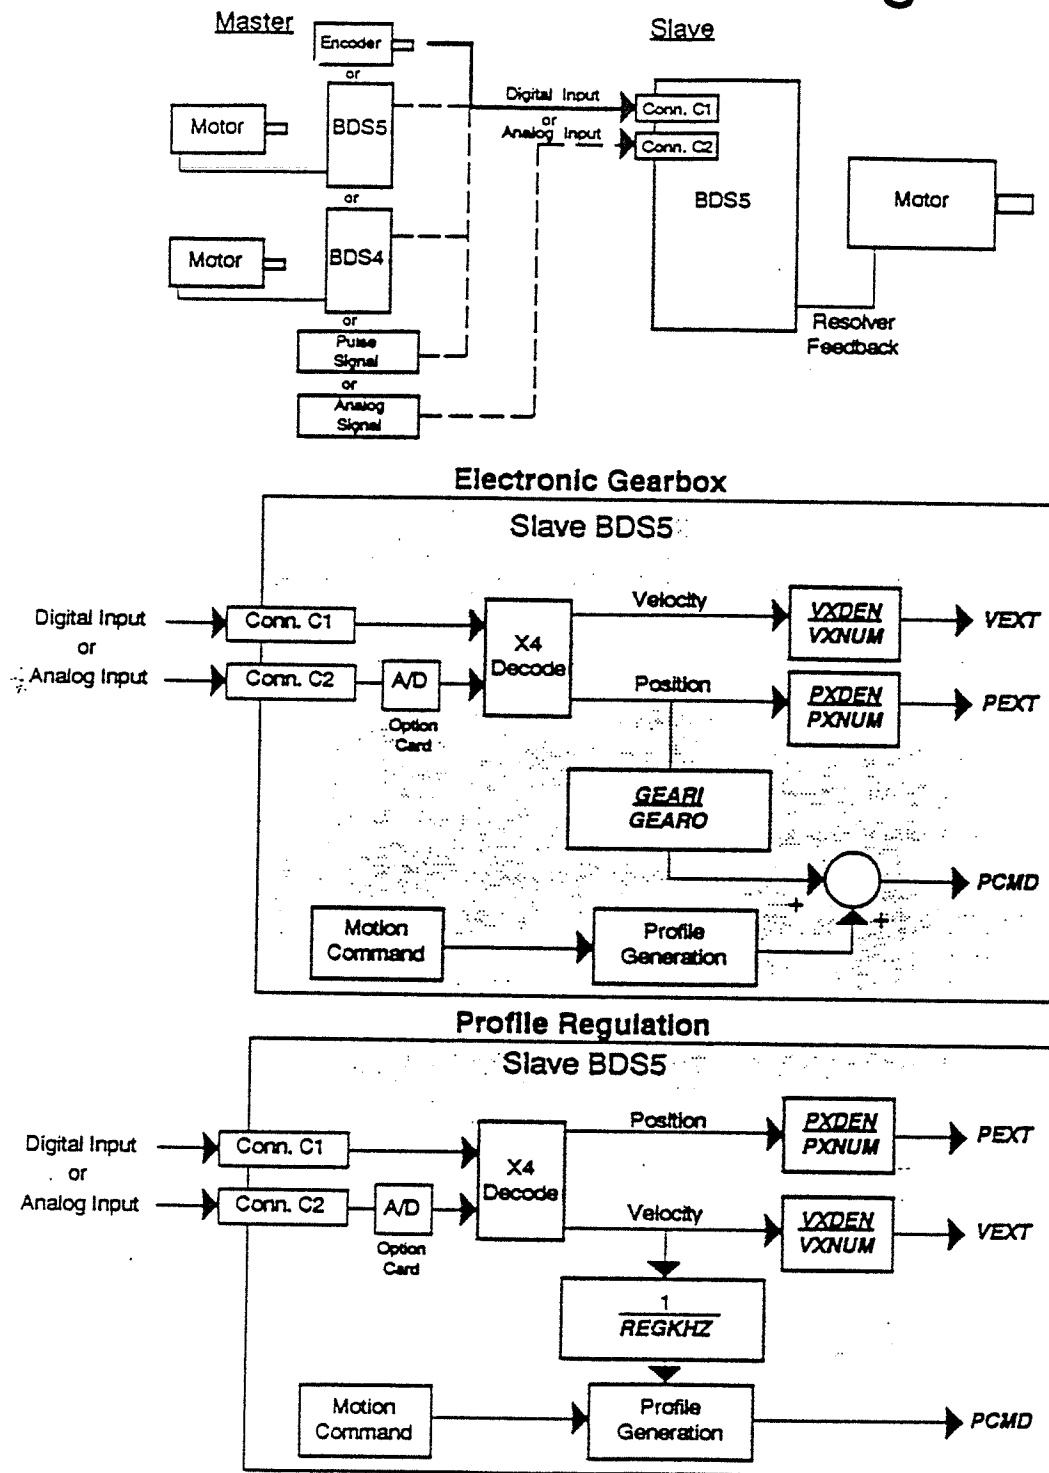 Master
Slave
Encoder
or
Motor
BDS5
or
Motor
BDS4
or
Pulse
Signal
or
Analog
Signal
Digital Input
or
Analog Input
Conn. C1
Conn. C2
BDS5
Motor
Resolver
Feedback
Electronic Gearbox
Slave BDS5
Digital Input
or
Analog Input
Conn. C1
Conn. C2
A/D
Option
Card
X4
Decode
Velocity
VXDEN
VXNUM
VEXT
Position
PXDEN
PXNUM
PEXT
GEARI
GEARO
+
+
PCMD
Motion
Command
Profile
Generation
Profile Regulation
Slave BDS5
Digital Input
or
Analog Input
Conn. C1
Conn. C2
A/D
Option
Card
X4
Decode
Position
PXDEN
PXNUM
PEXT
Velocity
VXDEN
VXNUM
VEXT
1
REGKHZ
Motion
Command
Profile
Generation
PCMD